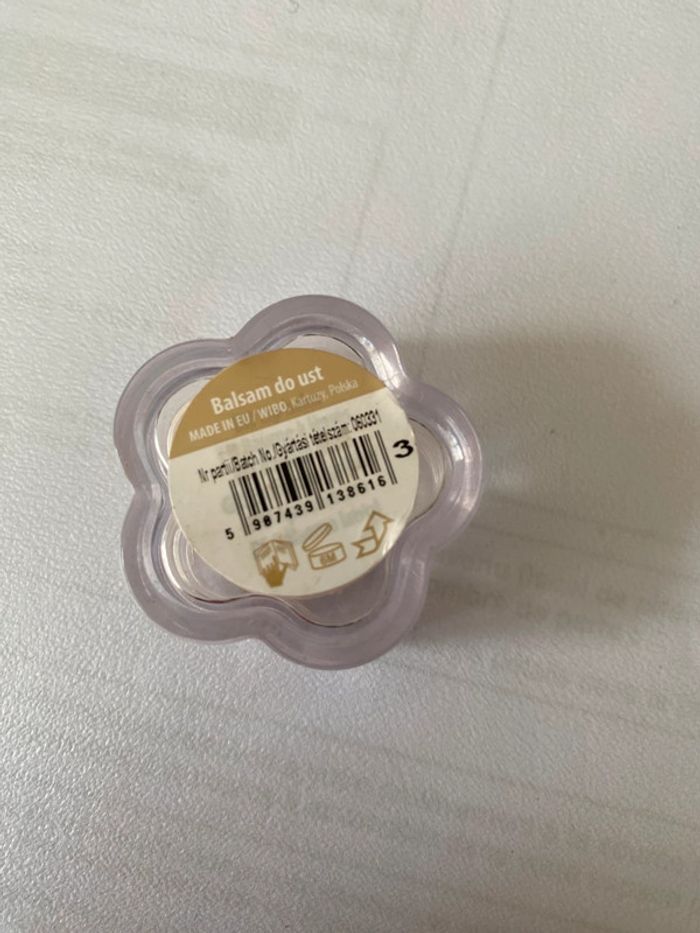 Balsam do ust
MADE IN EU / WIBO, Kartuzy, Polska
Nr partii/Batch No./Gyártási tételszám: 060331
3
5 907439 138616
6M